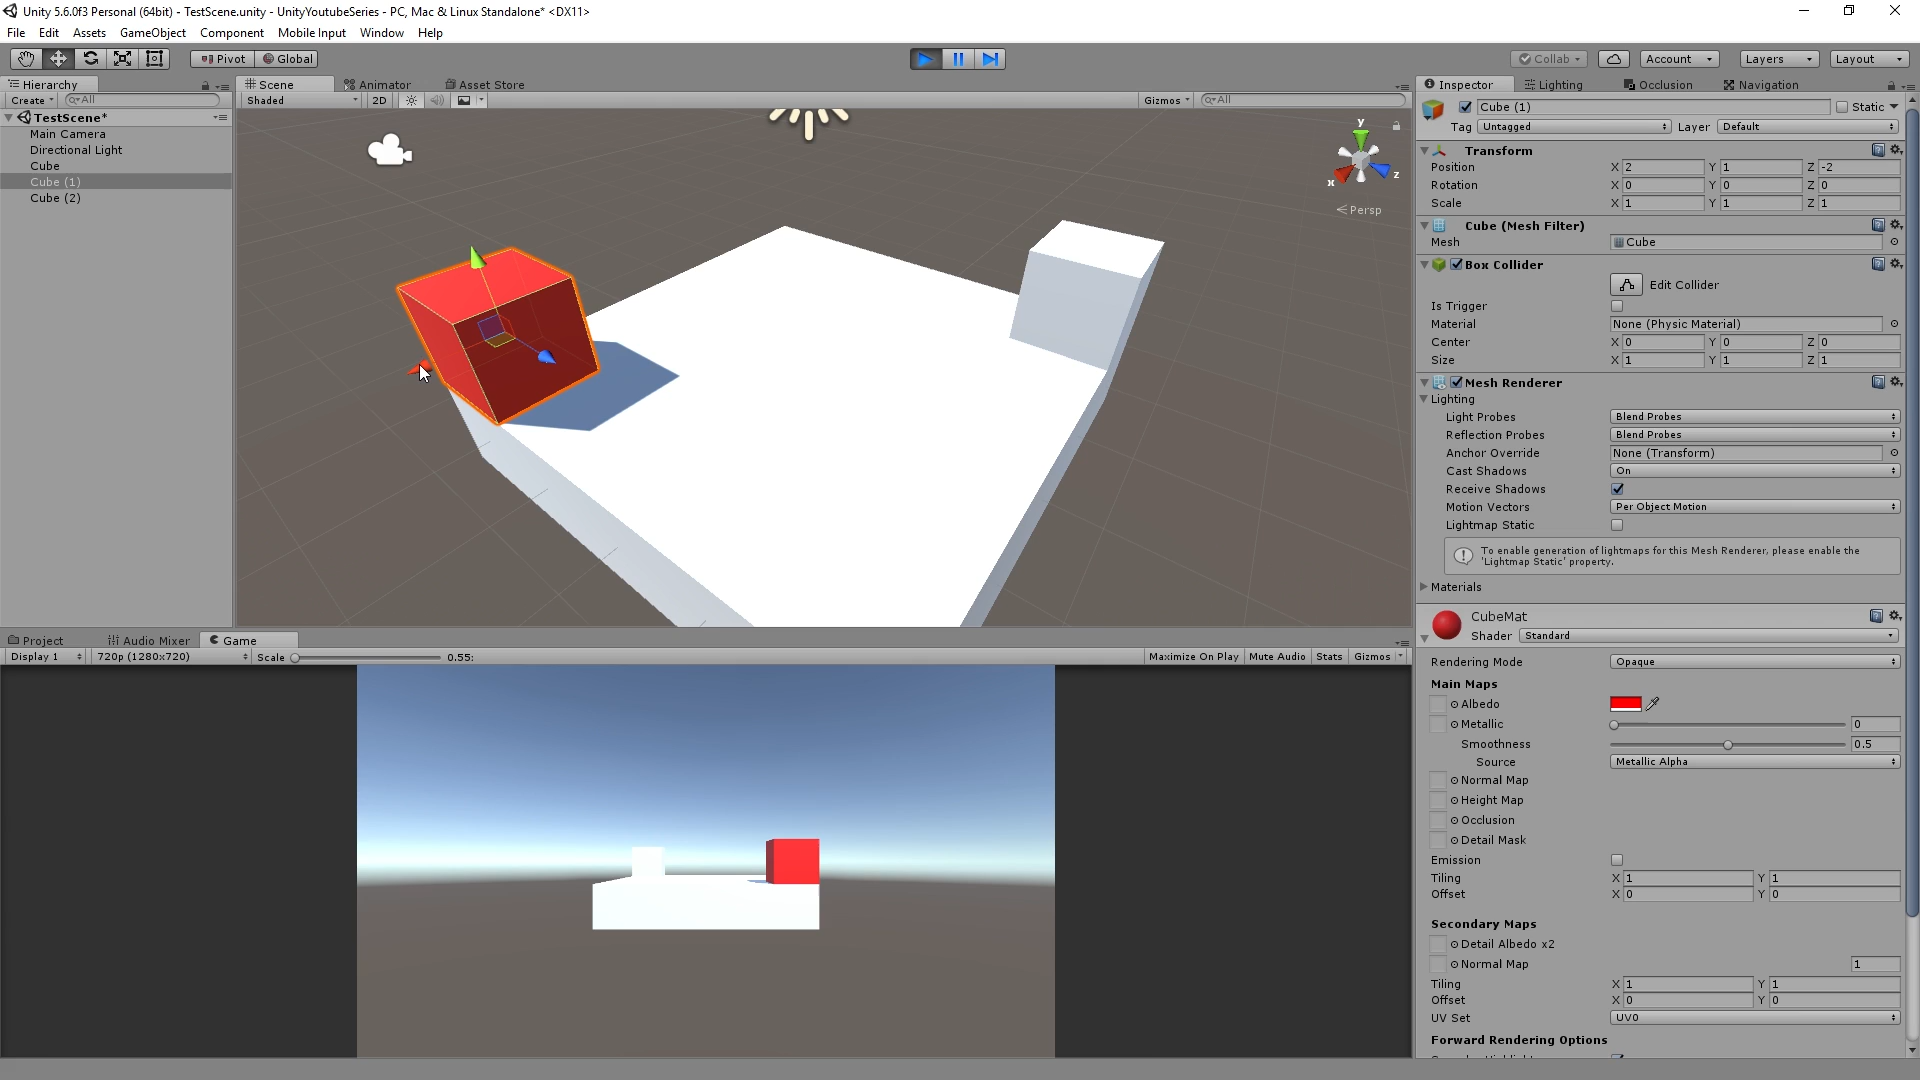 Unity 5.6.0f3 Personal (64bit) - TestScene.unity - UnityYoutubeSeries - PC, Mac & Linux Standalone* <DX11>
File Edit Assets GameObject Component Mobile Input Window Help
Pivot Global Collab Account Layers Layout
Hierarchy
Create All
TestScene*
Main Camera
Directional Light
Cube
Cube (1)
Cube (2)
Scene Animator Asset Store
Shaded 2D Gizmos All
y
x
z
Persp
Project Audio Mixer Game
Display 1 720p (1280x720) Scale 0.55: Maximize On Play Mute Audio Stats Gizmos
Inspector Lighting Occlusion Navigation
Cube (1) Static
Tag Untagged Layer Default
Transform
Position X 2 Y 1 Z -2
Rotation X 0 Y 0 Z 0
Scale X 1 Y 1 Z 1
Cube (Mesh Filter)
Mesh Cube
Box Collider
Edit Collider
Is Trigger
Material None (Physic Material)
Center X 0 Y 0 Z 0
Size X 1 Y 1 Z 1
Mesh Renderer
Lighting
Light Probes Blend Probes
Reflection Probes Blend Probes
Anchor Override None (Transform)
Cast Shadows On
Receive Shadows
Motion Vectors Per Object Motion
Lightmap Static
To enable generation of lightmaps for this Mesh Renderer, please enable the
'Lightmap Static' property.
Materials
CubeMat
Shader Standard
Rendering Mode Opaque
Main Maps
Albedo
Metallic 0
Smoothness 0.5
Source Metallic Alpha
Normal Map
Height Map
Occlusion
Detail Mask
Emission
Tiling X 1 Y 1
Offset X 0 Y 0
Secondary Maps
Detail Albedo x2
Normal Map 1
Tiling X 1 Y 1
Offset X 0 Y 0
UV Set UV0
Forward Rendering Options